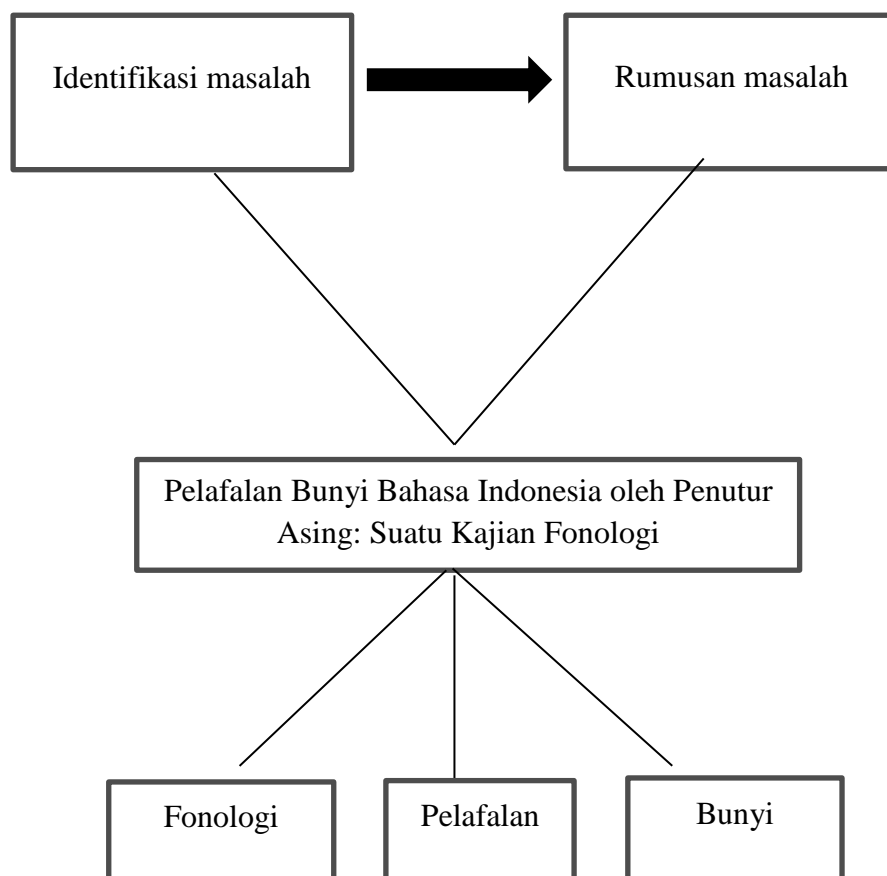 Identifikasi masalah
Rumusan masalah
Pelafalan Bunyi Bahasa Indonesia oleh Penutur
Asing: Suatu Kajian Fonologi
Fonologi
Pelafalan
Bunyi